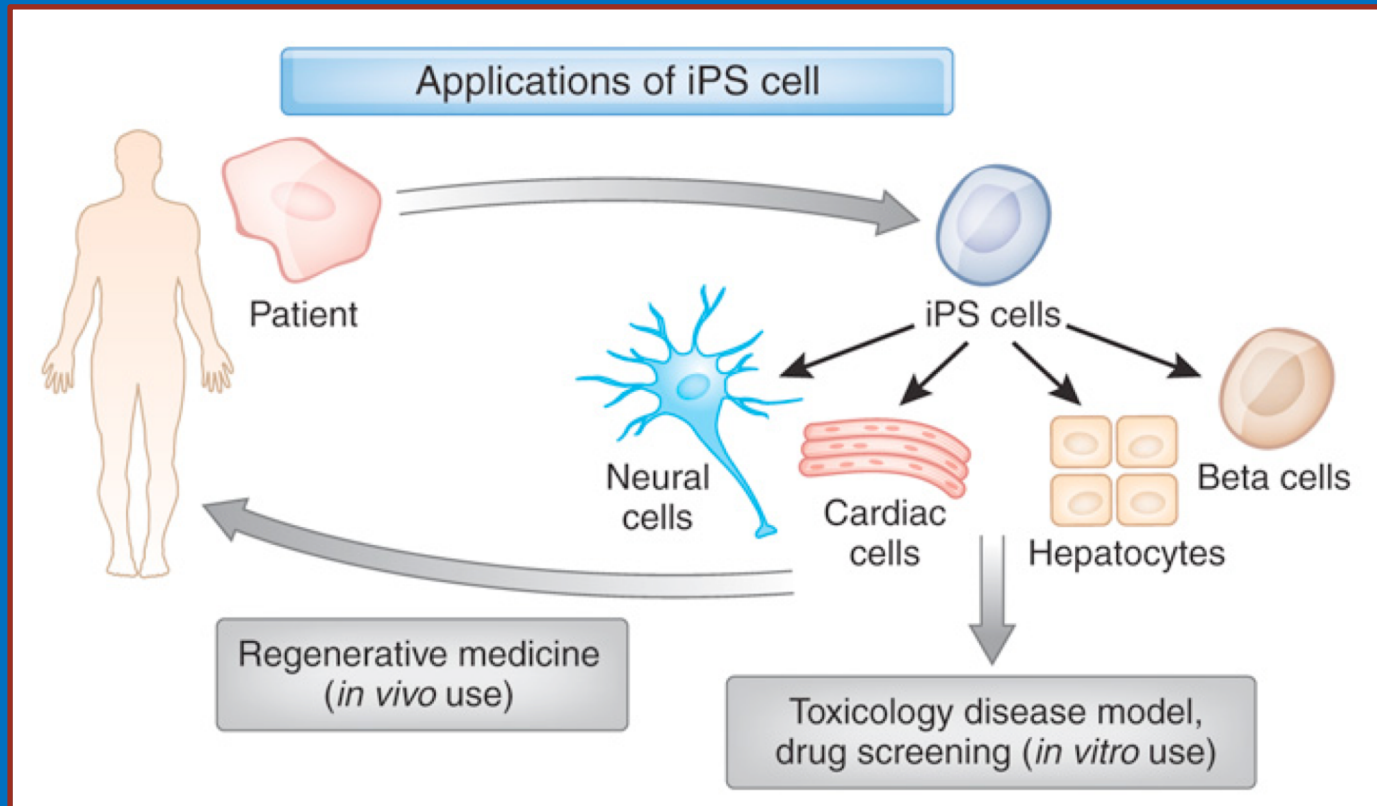 Applications of iPS cell
Patient
iPS cells
Neural
cells
Cardiac
cells
Hepatocytes
Beta cells
Regenerative medicine
(in vivo use)
Toxicology disease model,
drug screening (in vitro use)